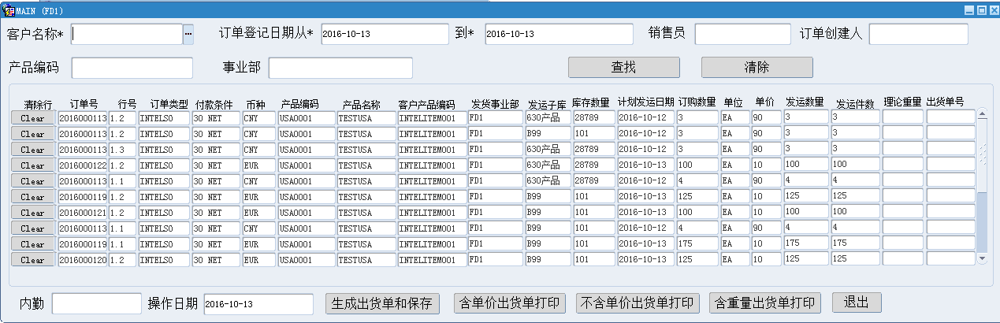 MAIN (FD1)
客户名称* ... 订单登记日期从* 2016-10-13 到* 2016-10-13 销售员 订单创建人
产品编码 事业部 查找 清除
清除行 订单号 行号 订单类型 付款条件 币种 产品编码 产品名称 客户产品编码 发货事业部 发运子库 库存数量 计划发运日期 订购数量 单位 单价 发运数量 发运件数 理论重量 出货单号
Clear 2016000113 1.2 INTELSO 30 NET CNY USA0001 TESTUSA INTELITEM001 FD1 630产品 28789 2016-10-12 3 EA 90 3 3
Clear 2016000113 1.2 INTELSO 30 NET CNY USA0001 TESTUSA INTELITEM001 FD1 B99 101 2016-10-12 3 EA 90 3 3
Clear 2016000113 1.3 INTELSO 30 NET CNY USA0001 TESTUSA INTELITEM001 FD1 630产品 28789 2016-10-12 3 EA 90 3 3
Clear 2016000122 1.2 INTELSO 30 NET EUR USA0001 TESTUSA INTELITEM001 FD1 630产品 28789 2016-10-13 100 EA 10 100 100
Clear 2016000113 1.1 INTELSO 30 NET CNY USA0001 TESTUSA INTELITEM001 FD1 630产品 28789 2016-10-12 4 EA 90 4 4
Clear 2016000119 1.2 INTELSO 30 NET EUR USA0001 TESTUSA INTELITEM001 FD1 B99 101 2016-10-13 125 EA 10 125 125
Clear 2016000121 1.2 INTELSO 30 NET EUR USA0001 TESTUSA INTELITEM001 FD1 B99 101 2016-10-13 100 EA 10 100 100
Clear 2016000113 1.1 INTELSO 30 NET CNY USA0001 TESTUSA INTELITEM001 FD1 B99 101 2016-10-12 4 EA 90 4 4
Clear 2016000119 1.1 INTELSO 30 NET EUR USA0001 TESTUSA INTELITEM001 FD1 B99 101 2016-10-13 175 EA 10 175 175
Clear 2016000120 1.2 INTELSO 30 NET EUR USA0001 TESTUSA INTELITEM001 FD1 B99 101 2016-10-13 125 EA 10 125 125
内勤 操作日期 2016-10-13 生成出货单和保存 含单价出货单打印 不含单价出货单打印 含重量出货单打印 退出